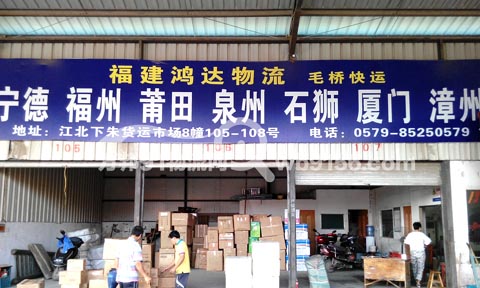 福建鸿达物流 毛桥快运
宁德 福州 莆田 泉州 石狮 厦门 漳州
地址：江北下朱货运市场8幢105-108号 电话：0579-85250579
105 106 107